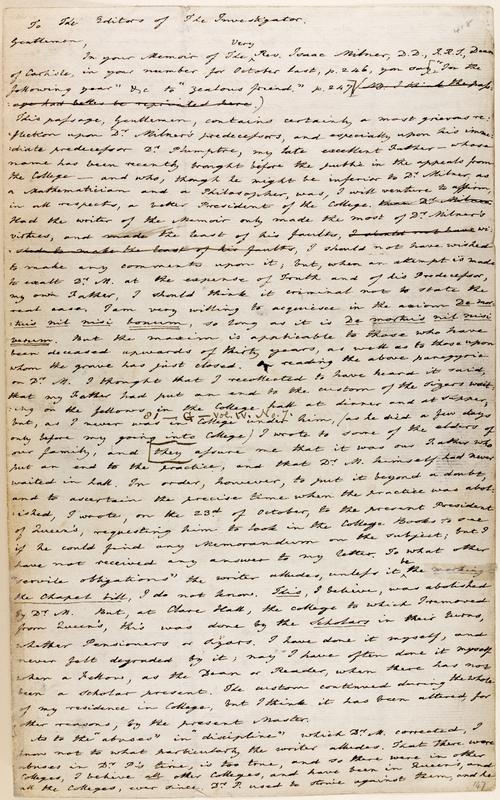 To The Editors of The Investigator.
Gentlemen,
In your Memoir of The Very Rev. Isaac Milner, D.D., F.R.S., Dean
of Carlisle, in your number for October last, p. 246, you say "In the
following year" &c to "zealous friend." p. 247 (N.B. I think the pass:
:age had better be reprinted here.)
This passage, Gentlemen, contains certainly a most grievous re:
:flection upon Dr. Milner's predecessors, and especially upon his imme:
:diate predecessor Dr. Plumptre, my late excellent Father — whose
name has been recently brought before the public in the appeals from
the College — and who, though he might be inferior to Dr. Milner, as
a Mathematician and a Philosopher, was, I will venture to affirm,
in all respects, a better President of the College than Dr. Milner.
Had the writer of the Memoir only made the most of Dr. Milner's
virtues, and made the least of his faults, I should not have wi:
:shed to make the least of his faults, I should not have wished
to make any comments upon it; but, when an attempt is made
to exalt Dr. M. at the expense of Truth and of his Predecessor,
my own Father, I should think it criminal not to state the
real case. I am very willing to acquiesce in the axiom De mor:
:tuis nil nisi bonum, so long as it is De mortuis nil nisi
verum. But the maxim is applicable to those who have
been deceased upwards of thirty years, as well as to those upon
whom the grave has just closed. reading the above panegyric
on Dr. M. I thought that I recollected to have heard it said,
that my Father had put an end to the custom of the Sizars wait:
:ing on the fellows in the College Hall at dinner and at supper,
but, as I never was in College under him, (as he died a few days
only before my going into College) I wrote to some of the elders of
our family, and they assure me that it was our Father who
put an end to the practice, and that Dr. M. himself had never
waited in hall. In order, however, to put it beyond a doubt,
and to ascertain the precise time when the practice was abol:
:ished, I wrote, on the 23d of October, to the present President
of Queen's, requesting him to look in the College Books to see
if he could find any Memorandum on the subject; but I
have not received any answer to my letter. To what other
"servile obligations" the writer alludes, unless it be the marking
the Chapel bill, I do not know. This, I believe, was abolished
by Dr. M. But, at Clare Hall, the College to which I removed
from Queen's, this was done by the Scholars in their turns,
whether Pensioners or Sizars. I have done it myself, and
never felt degraded by it; nay I have often done it myself
when a Fellow, as the Dean or Reader, when there has not
been a Scholar present. The custom continued during the whole
of my residence in College, but I think it has been altered, for
other reasons, by the present Master.
As to the "abuses" in "discipline" which Dr. M. corrected, I
know not to what particularly the writer alludes. That there were
abuses in Dr. P.'s time, is too true, and so there were in other
Colleges, I believe all other Colleges, and have been in Queen's, and
all the Colleges, ever since. Dr. P. used to strive against them, and he
147